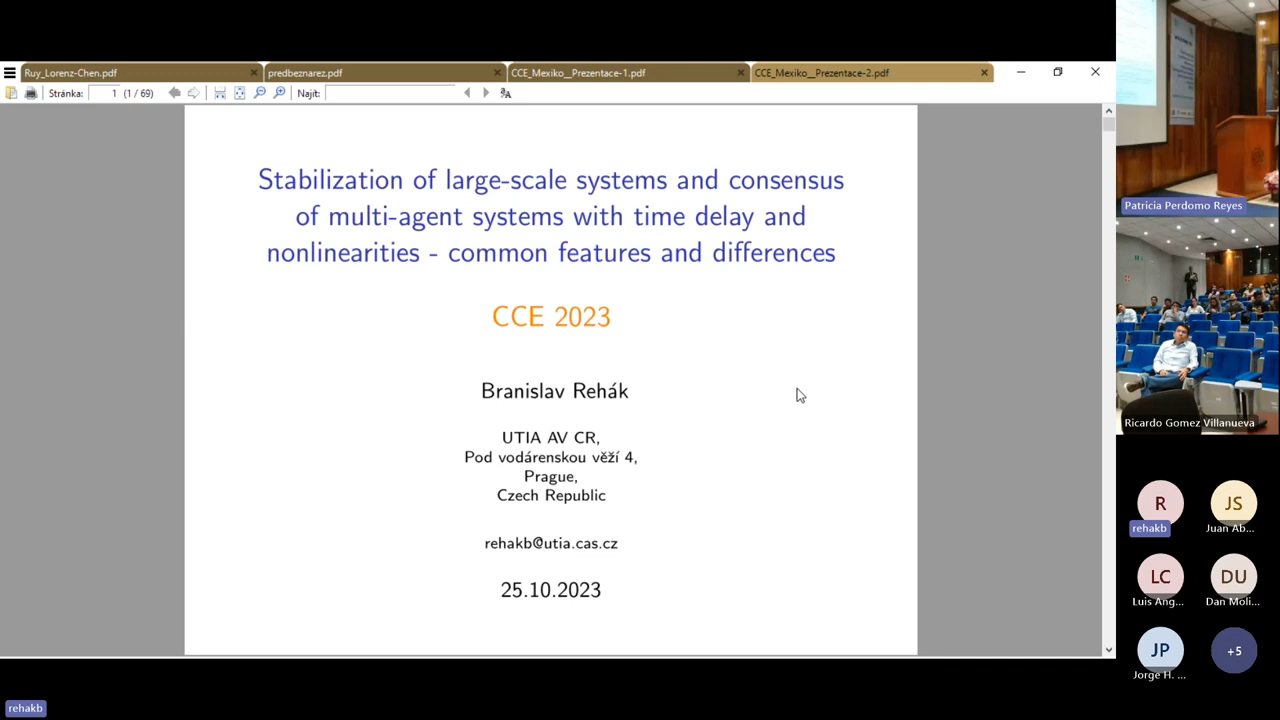 Ruy_Lorenz-Chen.pdf
predbeznarez.pdf
CCE_Mexiko__Prezentace-1.pdf
CCE_Mexiko__Prezentace-2.pdf
Stránka: 1 (1 / 69)
Najít:
Stabilization of large-scale systems and consensus
of multi-agent systems with time delay and
nonlinearities - common features and differences
CCE 2023
Branislav Rehák
UTIA AV CR,
Pod vodárenskou věží 4,
Prague,
Czech Republic
rehakb@utia.cas.cz
25.10.2023
Patricia Perdomo Reyes
Ricardo Gomez Villanueva
R
rehakb
JS
Juan Ab...
LC
Luis Ang...
DU
Dan Moli...
JP
Jorge H. ...
+5
rehakb